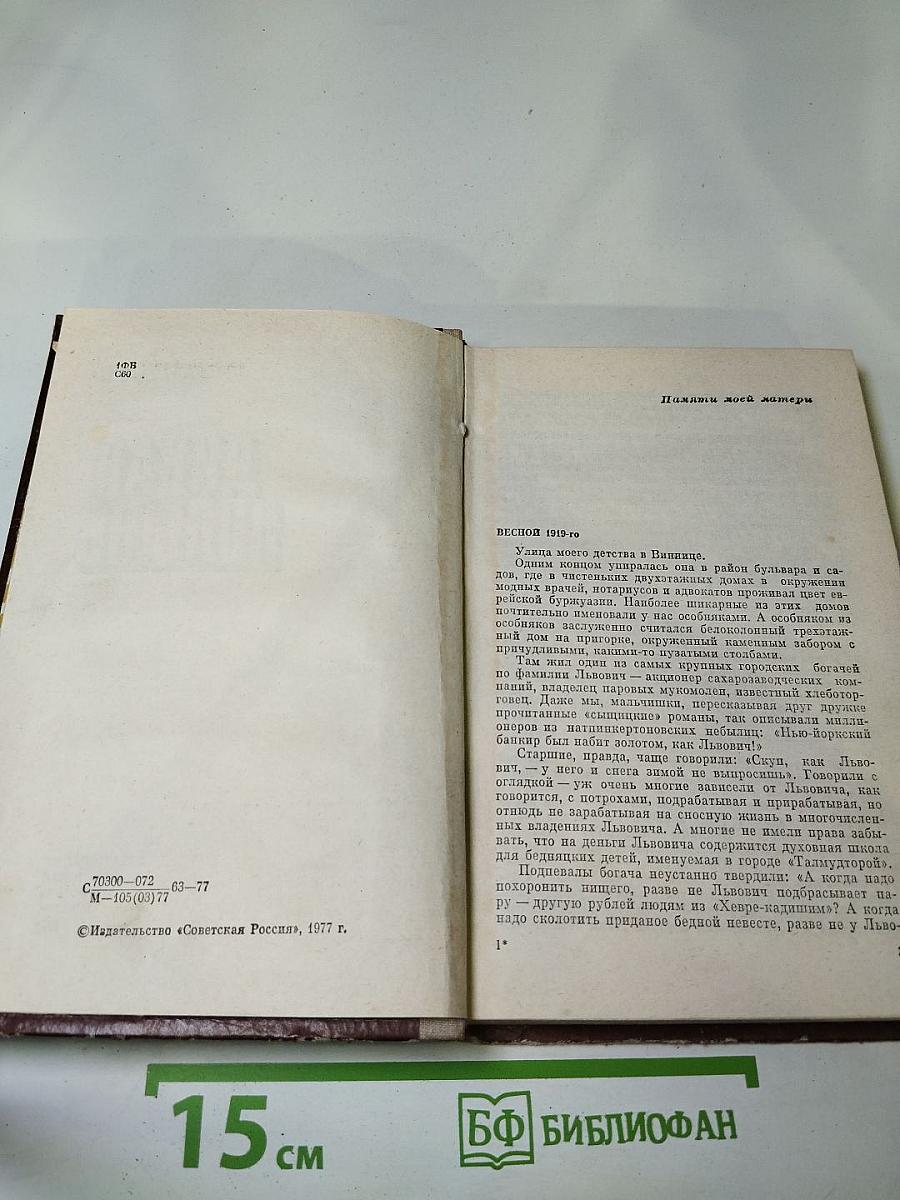 1ФБ
С60
С 70300—072 63—77
М—105(03)77
©Издательство «Советская Россия», 1977 г.
Памяти моей матери
ВЕСНОЙ 1919-го
Улица моего детства в Виннице.
Одним концом упиралась она в район бульвара и са-
дов, где в чистеньких двухэтажных домах в окружении
модных врачей, нотариусов и адвокатов проживал цвет ев-
рейской буржуазии. Наиболее шикарные из этих домов
почтительно именовали у нас особняками. А особняком из
особняков заслуженно считался белоколонный трехэтаж-
ный дом на пригорке, окруженный каменным забором с
причудливыми, какими-то пузатыми столбами.
Там жил один из самых крупных городских богачей
по фамилии Львович — акционер сахарозаводческих ком-
паний, владелец паровых мукомолен, известный хлеботор-
говец. Даже мы, мальчишки, пересказывая друг дружке
прочитанные «сыщицкие» романы, так описывали милли-
онеров из натпинкертоновских небылиц: «Нью-йоркский
банкир был набит золотом, как Львович!»
Старшие, правда, чаще говорили: «Скуп, как Льво-
вич, — у него и снега зимой не выпросишь». Говорили с
оглядкой — уж очень многие зависели от Львовича, как
говорится, с потрохами, подрабатывая и прирабатывая, но
отнюдь не зарабатывая на сносную жизнь в многочислен-
ных владениях Львовича. А многие не имели права забы-
вать, что на деньги Львовича содержится духовная школа
для бедняцких детей, именуемая в городе «Талмудторой».
Подпевалы богача неустанно твердили: «А когда надо
похоронить нищего, разве не Львович подбрасывает па-
ру — другую рублей людям из «Хевре-кадишим»? А когда
надо сколотить приданое бедной невесте, разве не у Льво-
1*
15 см
БФ БИБЛИОФАН